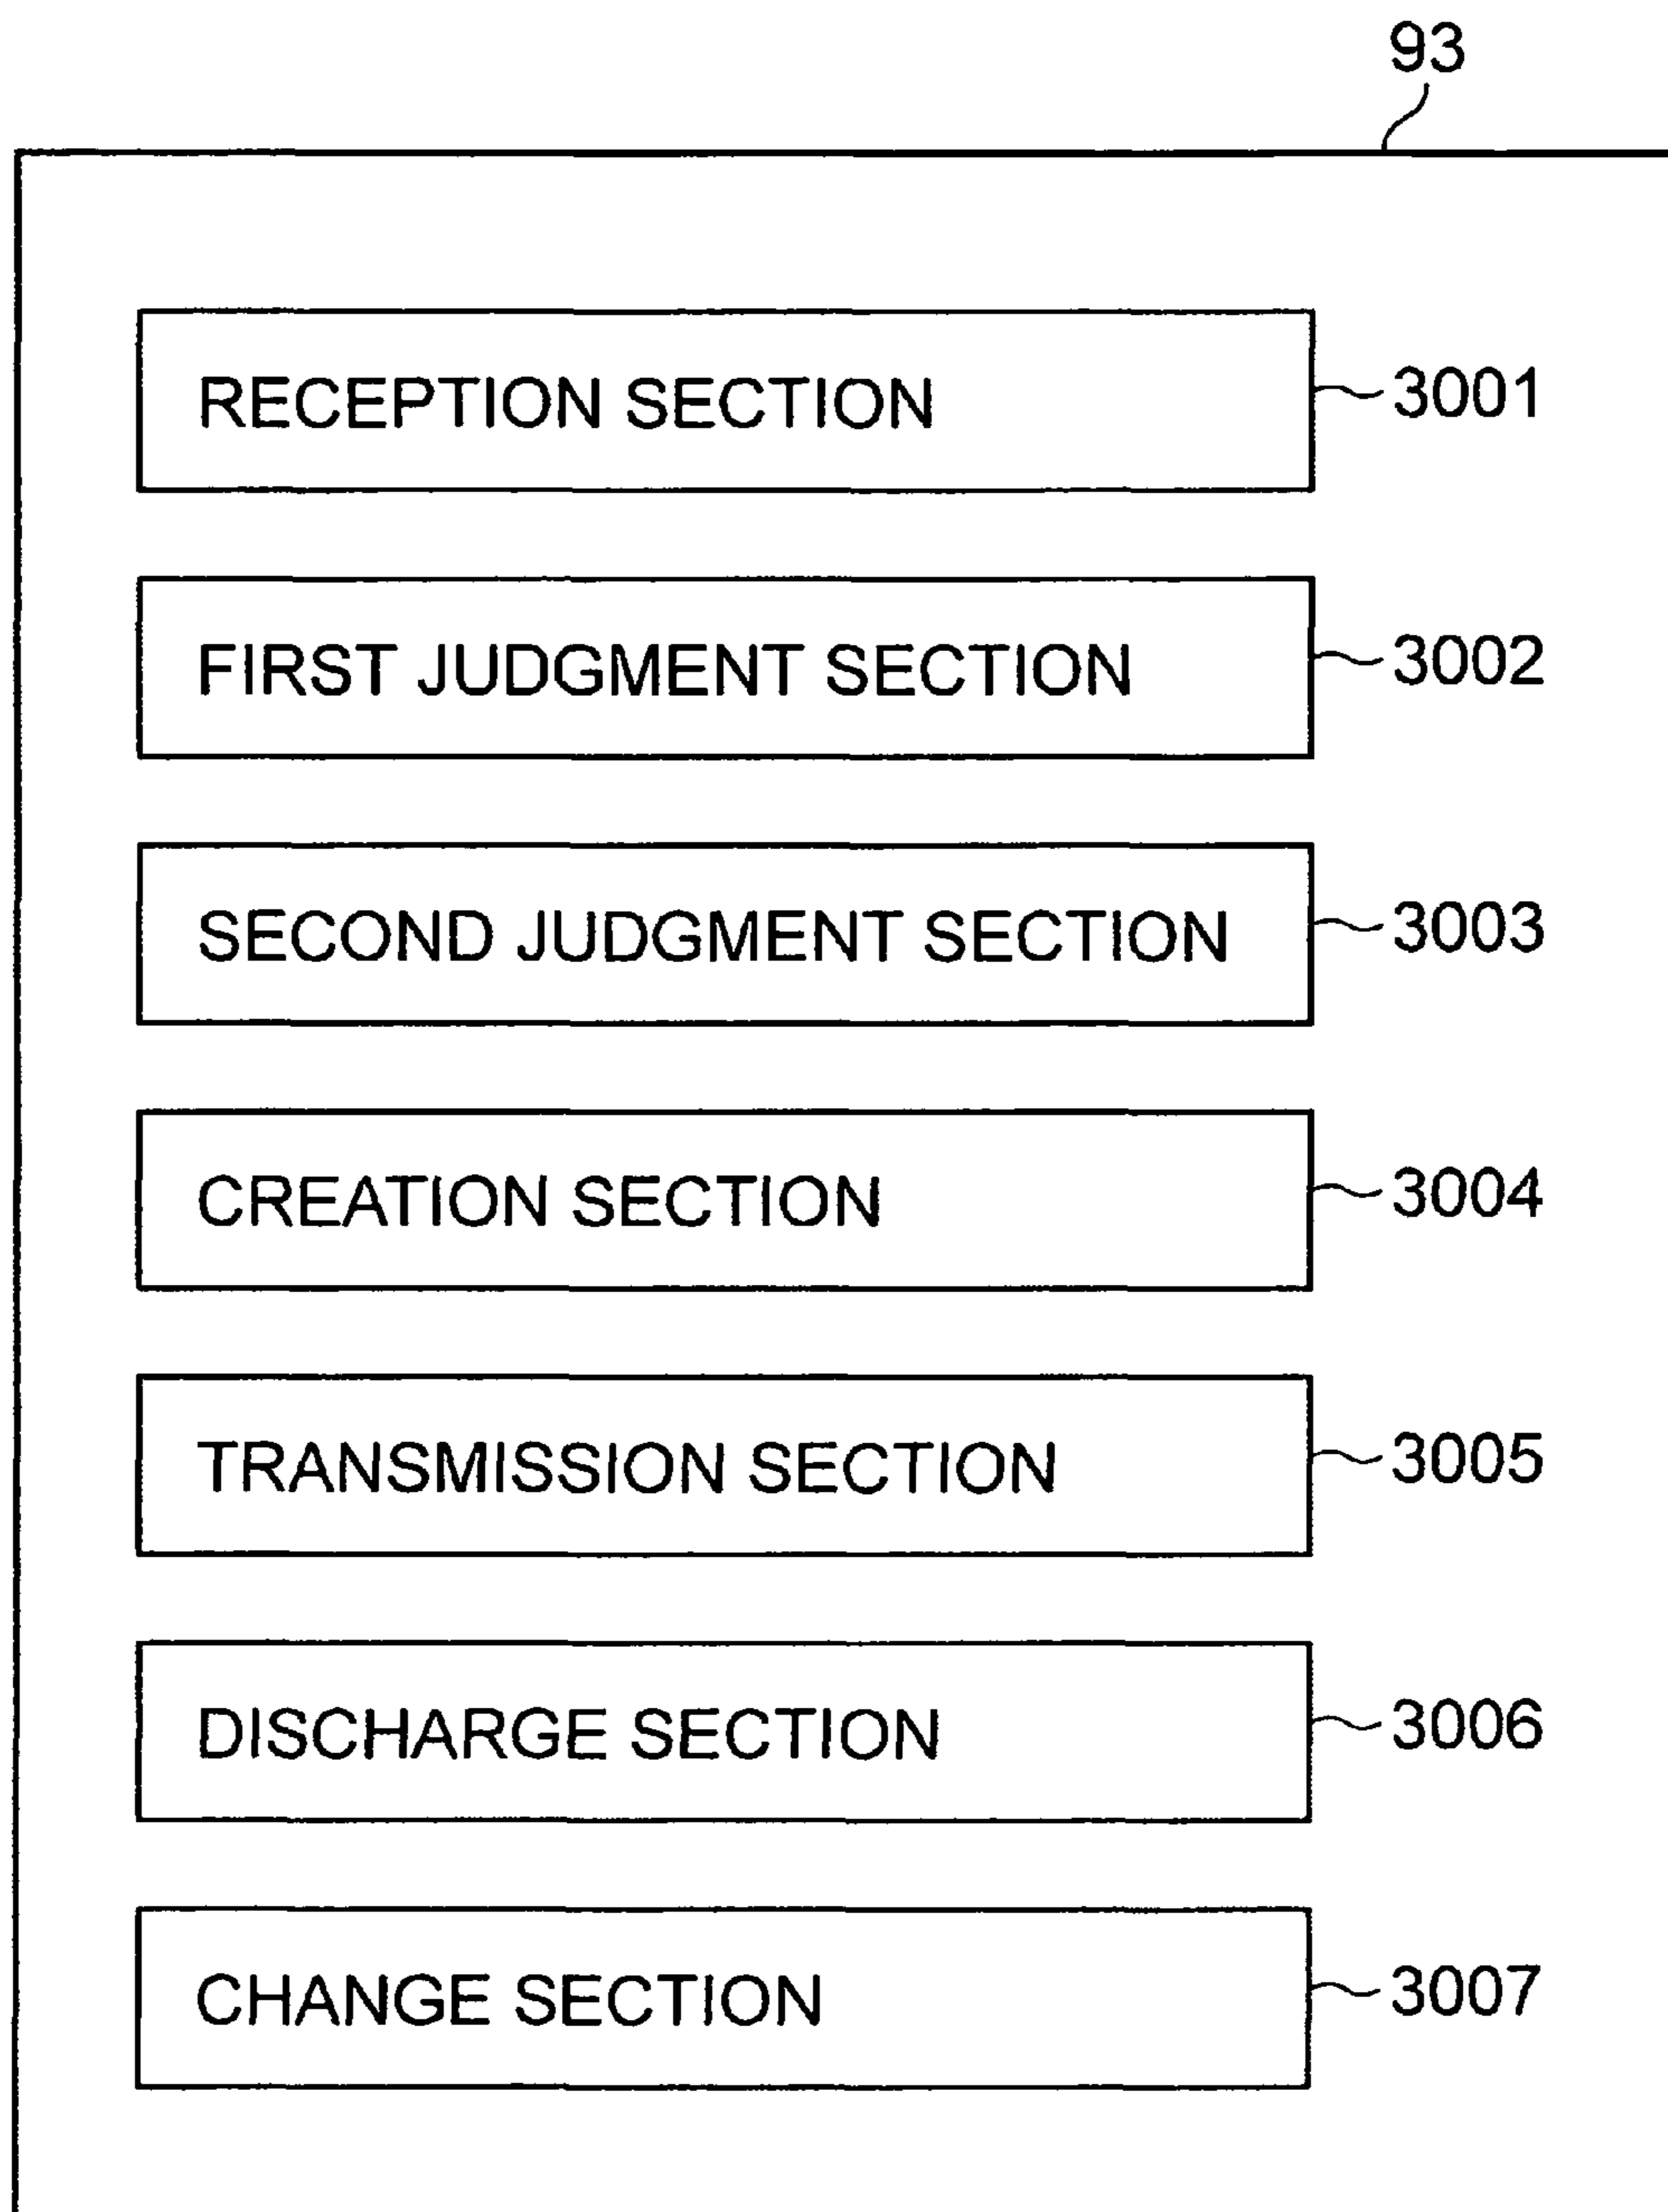 93
RECEPTION SECTION 3001
FIRST JUDGMENT SECTION 3002
SECOND JUDGMENT SECTION 3003
CREATION SECTION 3004
TRANSMISSION SECTION 3005
DISCHARGE SECTION 3006
CHANGE SECTION 3007